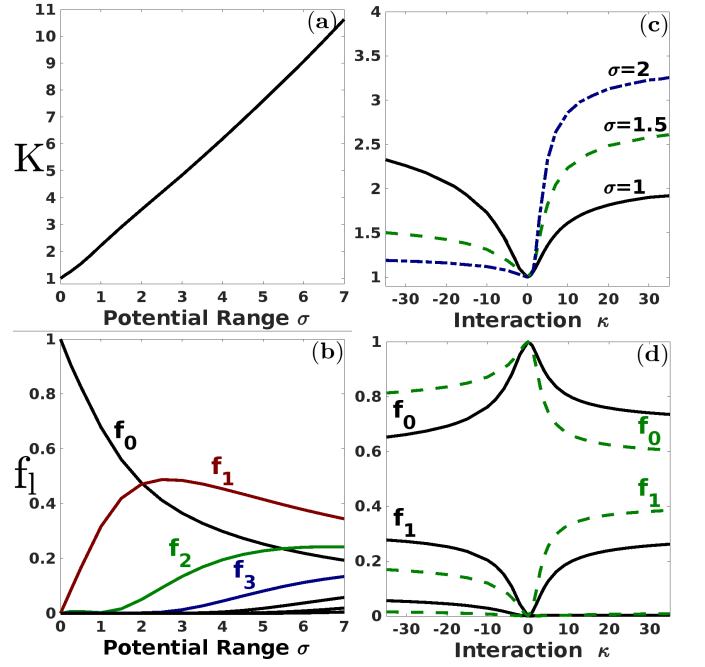 (a)
K
11
10
9
8
7
6
5
4
3
2
1
0 1 2 3 4 5 6 7
Potential Range σ
(c)
4
3.5
3
2.5
2
1.5
1
σ=2
σ=1.5
σ=1
-30 -20 -10 0 10 20 30
Interaction κ
(b)
f_l
1
0.8
0.6
0.4
0.2
0
f_0
f_1
f_2
f_3
0 1 2 3 4 5 6 7
Potential Range σ
(d)
1
0.8
0.6
0.4
0.2
0
f_0
f_0
f_1
f_1
-30 -20 -10 0 10 20 30
Interaction κ